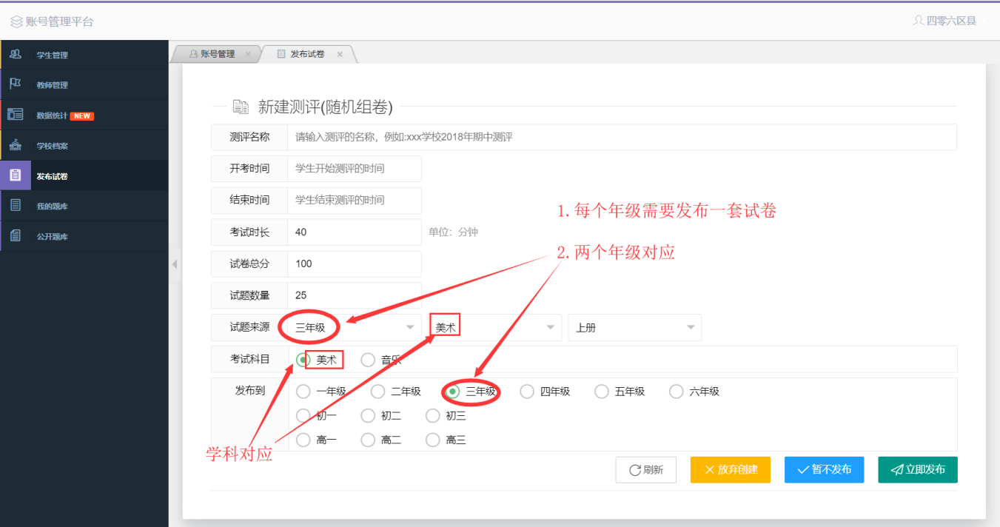 账号管理平台
四零六区县
学生管理
教师管理
数据统计 NEW
学校档案
发布试卷
我的题库
公开题库
账号管理 ×
发布试卷 ×
新建测评(随机组卷)
测评名称 请输入测评的名称，例如:xxx学校2018年期中测评
开考时间 学生开始测评的时间
结束时间 学生结束测评的时间
1.每个年级需要发布一套试卷
考试时长 40 单位：分钟
2.两个年级对应
试卷总分 100
试题数量 25
试题来源 三年级 美术 上册
考试科目 美术 音乐
发布到 一年级 二年级 三年级 四年级 五年级 六年级
初一 初二 初三
高一 高二 高三
学科对应
刷新 放弃创建 暂不发布 立即发布